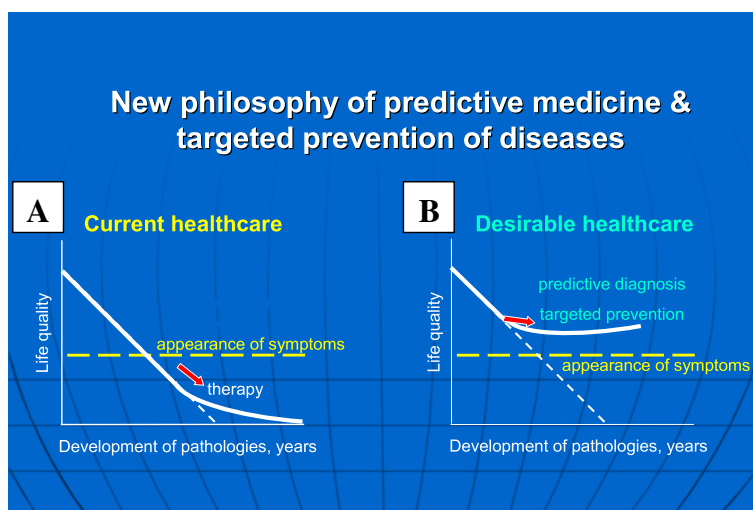 New philosophy of predictive medicine &
targeted prevention of diseases
A
Current healthcare
Life quality
appearance of symptoms
therapy
Development of pathologies, years
B
Desirable healthcare
Life quality
predictive diagnosis
targeted prevention
appearance of symptoms
Development of pathologies, years